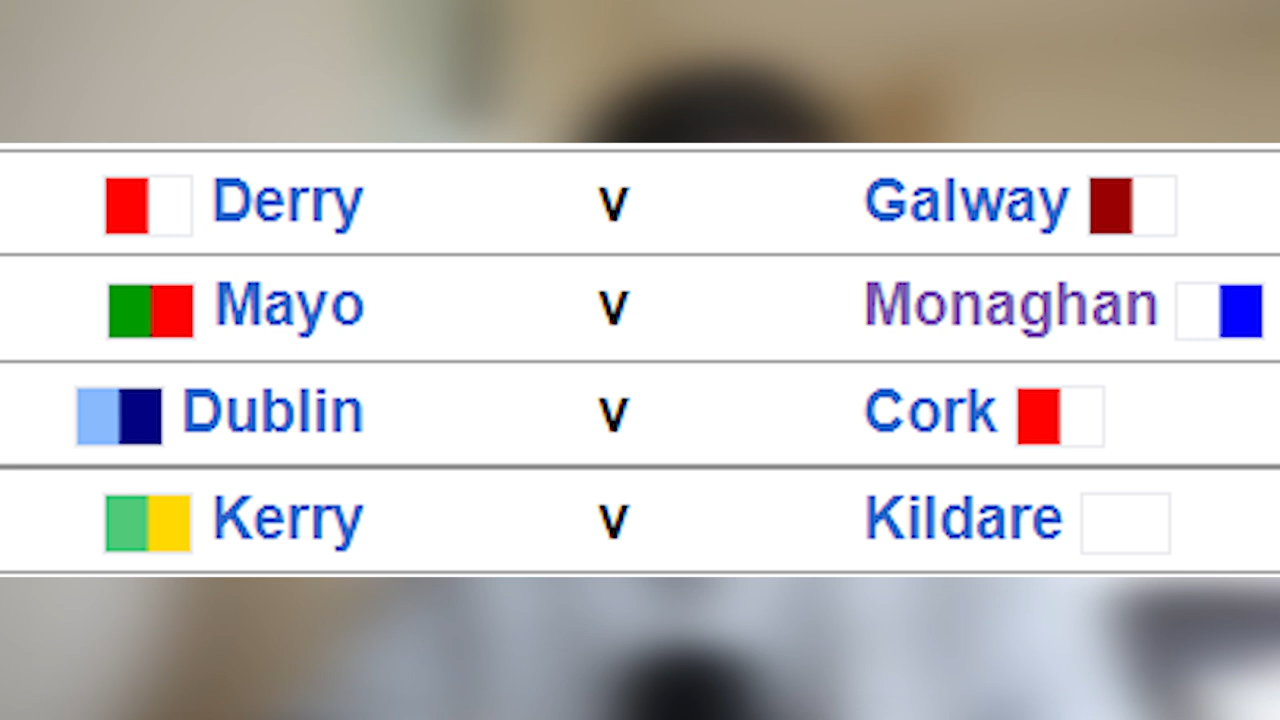 Derry v Galway
Mayo v Monaghan
Dublin v Cork
Kerry v Kildare